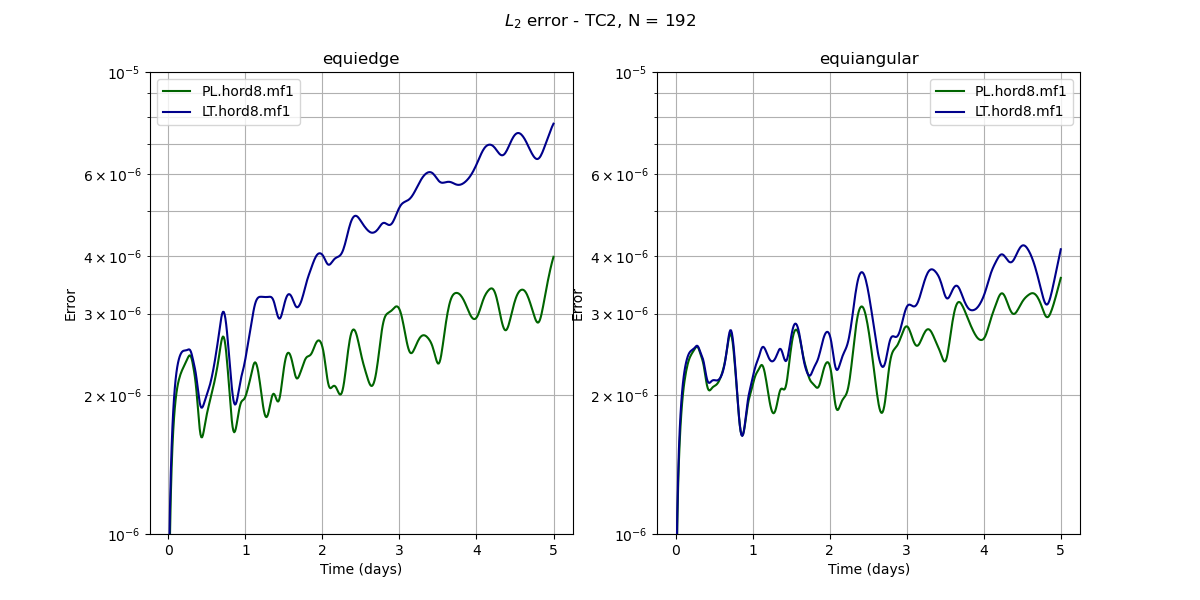 L₂ error - TC2, N = 192
equiedge
10⁻⁵
6 × 10⁻⁶
4 × 10⁻⁶
3 × 10⁻⁶
2 × 10⁻⁶
10⁻⁶
Error
PL.hord8.mf1
LT.hord8.mf1
0 1 2 3 4 5
Time (days)
equiangular
10⁻⁵
6 × 10⁻⁶
4 × 10⁻⁶
3 × 10⁻⁶
2 × 10⁻⁶
10⁻⁶
Error
PL.hord8.mf1
LT.hord8.mf1
0 1 2 3 4 5
Time (days)